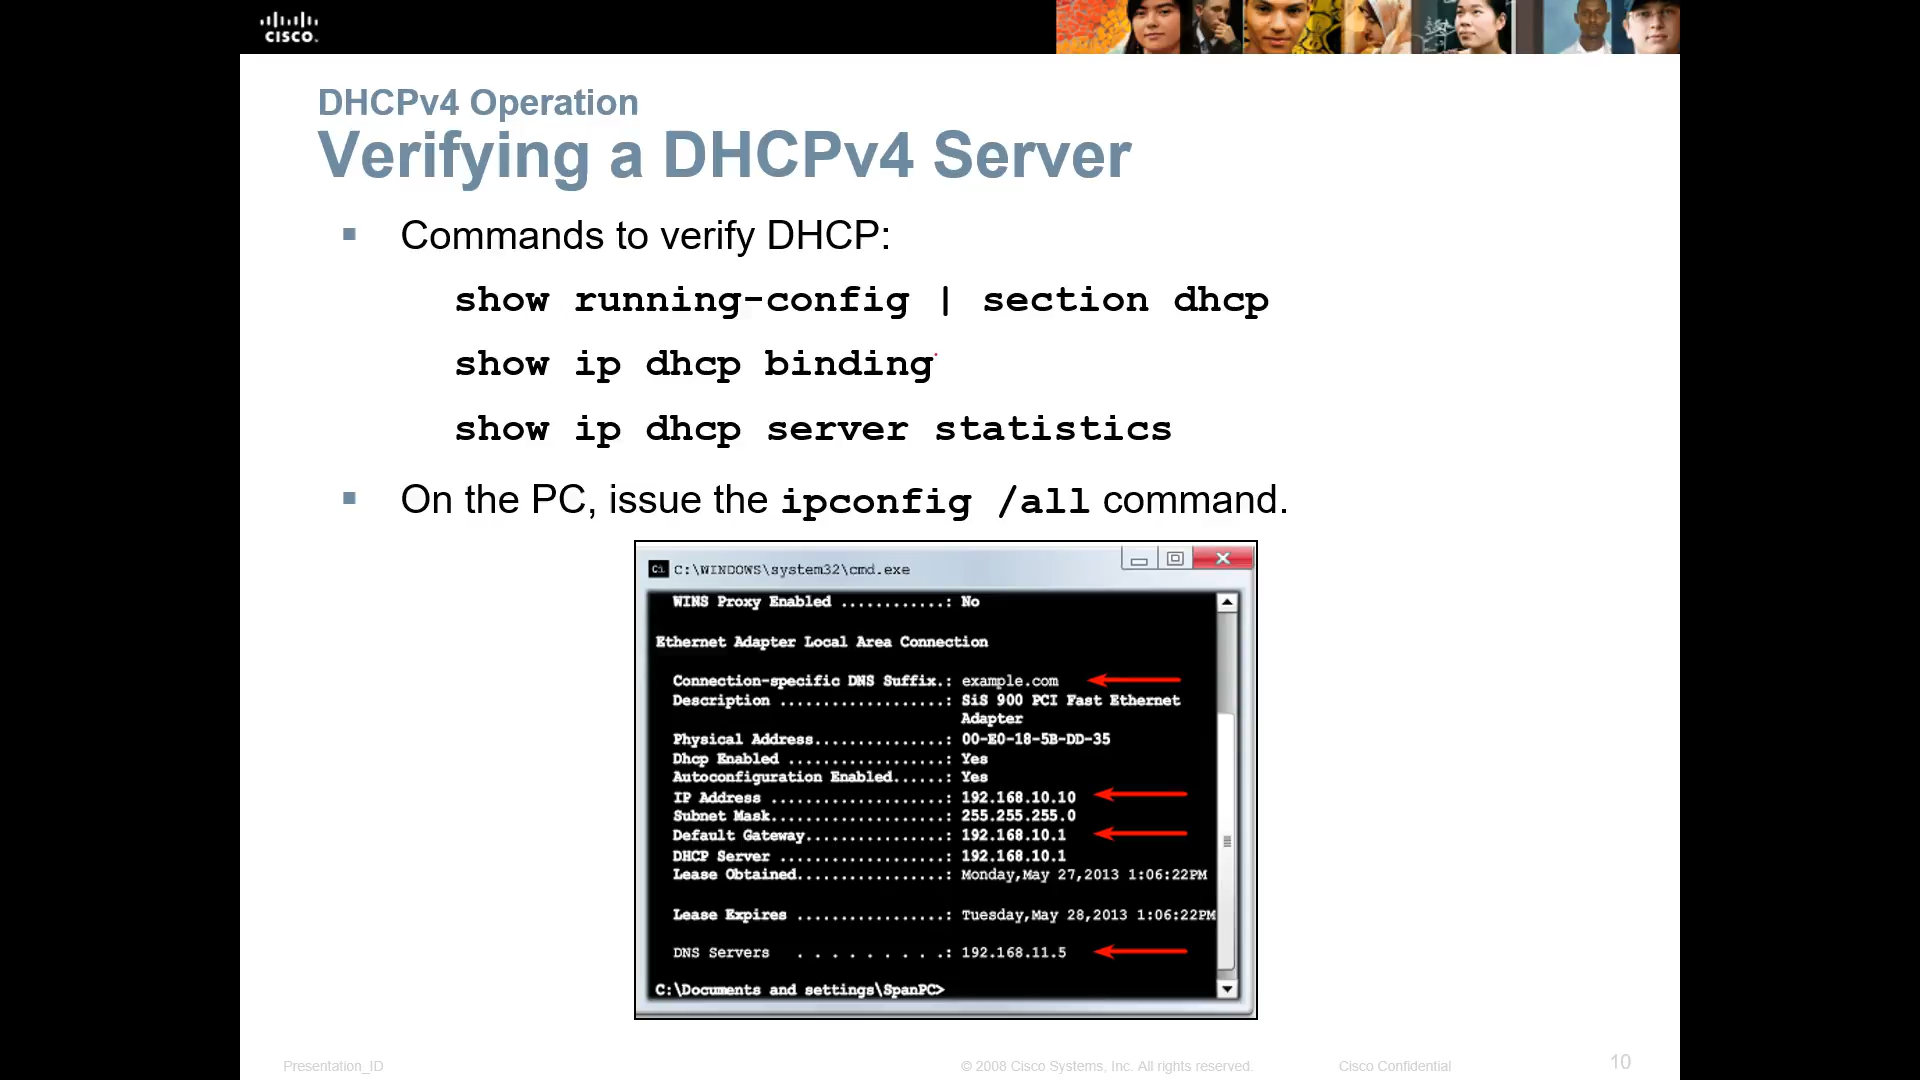 CISCO
DHCPv4 Operation
Verifying a DHCPv4 Server
Commands to verify DHCP:
show running-config | section dhcp
show ip dhcp binding
show ip dhcp server statistics
On the PC, issue the ipconfig /all command.
C:\WINDOWS\system32\cmd.exe
WINS Proxy Enabled ............: No
Ethernet Adapter Local Area Connection
Connection-specific DNS Suffix.: example.com
Description ...................: SiS 900 PCI Fast Ethernet
Adapter
Physical Address...............: 00-E0-18-5B-DD-35
Dhcp Enabled ..................: Yes
Autoconfiguration Enabled......: Yes
IP Address ....................: 192.168.10.10
Subnet Mask....................: 255.255.255.0
Default Gateway................: 192.168.10.1
DHCP Server ...................: 192.168.10.1
Lease Obtained.................: Monday,May 27,2013 1:06:22PM
Lease Expires .................: Tuesday,May 28,2013 1:06:22PM
DNS Servers . . . . . . . . .: 192.168.11.5
C:\Documents and settings\SpanPC>
Presentation_ID
© 2008 Cisco Systems, Inc. All rights reserved.
Cisco Confidential
10